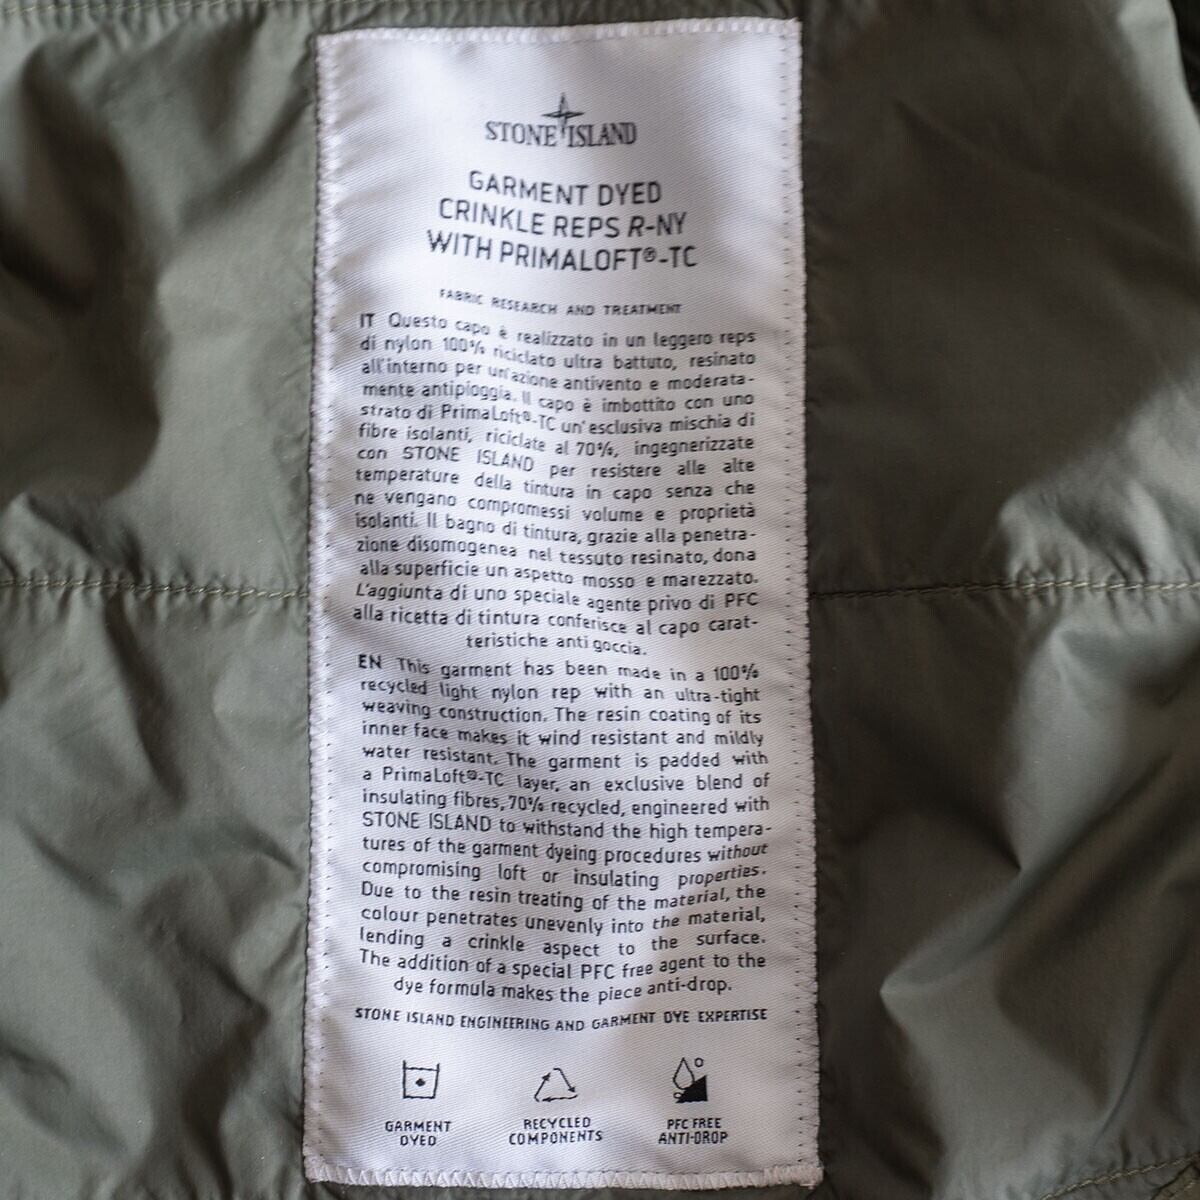 STONE ISLAND
GARMENT DYED
CRINKLE REPS R-NY
WITH PRIMALOFT®-TC
FABRIC RESEARCH AND TREATMENT
IT Questo capo è realizzato in un leggero reps
di nylon 100% riciclato ultra battuto, resinato
all'interno per un'azione antivento e moderata-
mente antipioggia. Il capo è imbottito con uno
strato di PrimaLoft®-TC un'esclusiva mischia di
fibre isolanti, riciclate al 70%, ingegnerizzate
con STONE ISLAND per resistere alle alte
temperature della tintura in capo senza che
ne vengano compromessi volume e proprietà
isolanti. Il bagno di tintura, grazie alla penetra-
zione disomogenea nel tessuto resinato, dona
alla superficie un aspetto mosso e marezzato.
L'aggiunta di uno speciale agente privo di PFC
alla ricetta di tintura conferisce al capo carat-
teristiche anti goccia.
EN This garment has been made in a 100%
recycled light nylon rep with an ultra-tight
weaving construction. The resin coating of its
inner face makes it wind resistant and mildly
water resistant. The garment is padded with
a PrimaLoft®-TC layer, an exclusive blend of
insulating fibres, 70% recycled, engineered with
STONE ISLAND to withstand the high tempera-
tures of the garment dyeing procedures without
compromising loft or insulating properties.
Due to the resin treating of the material, the
colour penetrates unevenly into the material,
lending a crinkle aspect to the surface.
The addition of a special PFC free agent to the
dye formula makes the piece anti-drop.
STONE ISLAND ENGINEERING AND GARMENT DYE EXPERTISE
GARMENT
DYED
RECYCLED
COMPONENTS
PFC FREE
ANTI-DROP